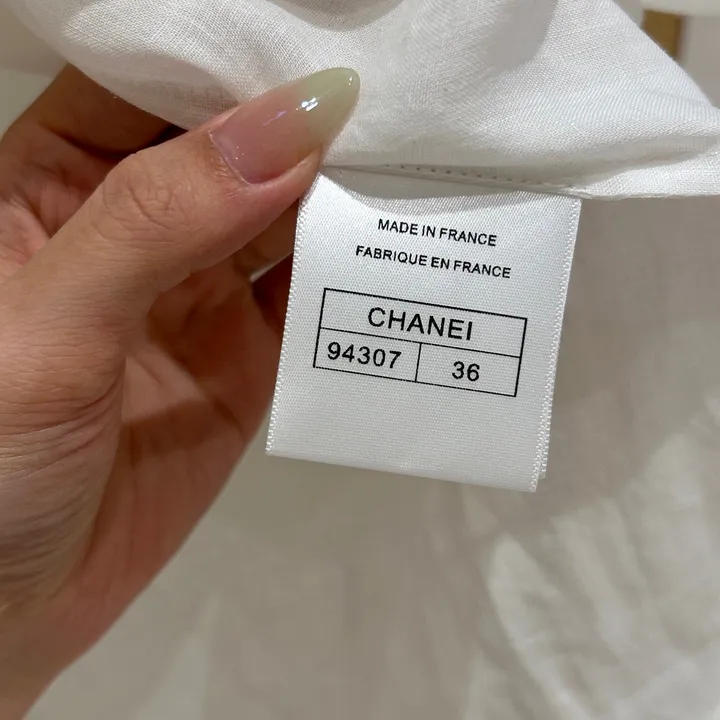 MADE IN FRANCE
FABRIQUE EN FRANCE
CHANEI
94307 36